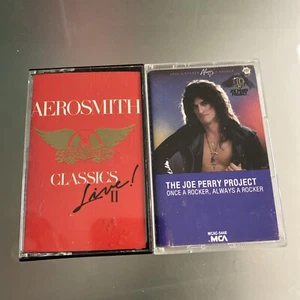 AEROSMITH
CLASSICS
Live!
II
THE JOE PERRY PROJECT
ONCE A ROCKER, ALWAYS A ROCKER
MCA